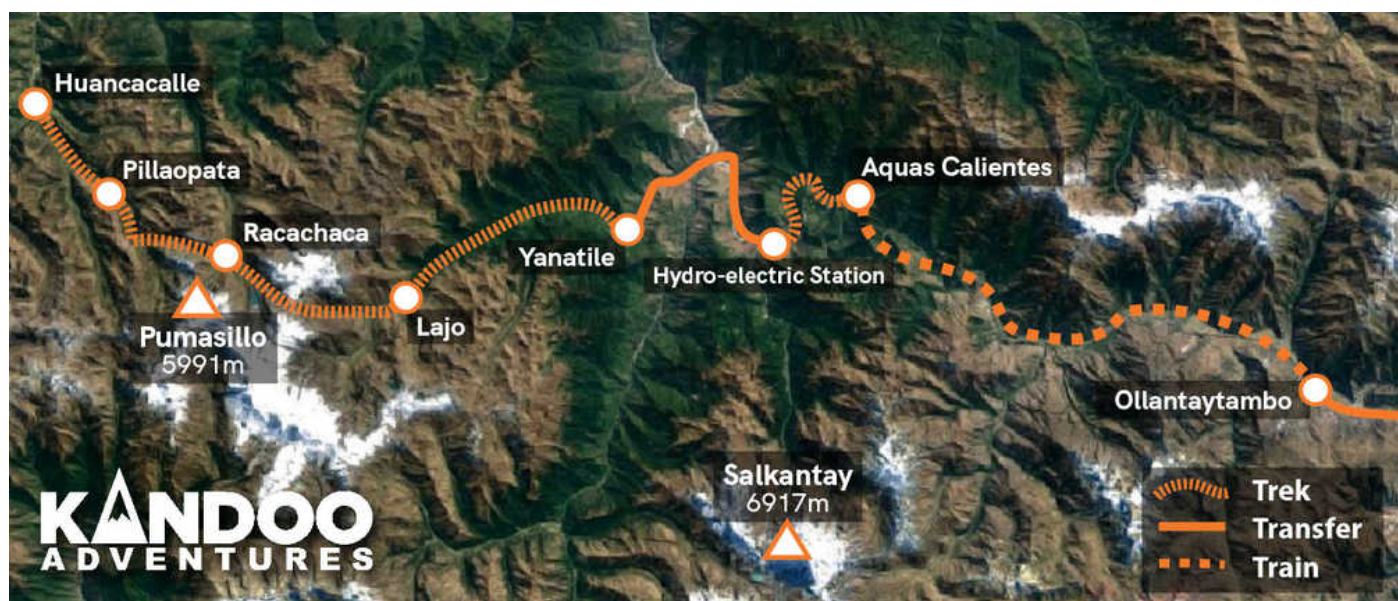 Huancacalle
Pillaopata
Racachaca
Pumasillo
5991m
Lajo
Yanatile
Hydro-electric Station
Aquas Calientes
Ollantaytambo
Salkantay
6917m
KANDOO
ADVENTURES
Trek
Transfer
Train